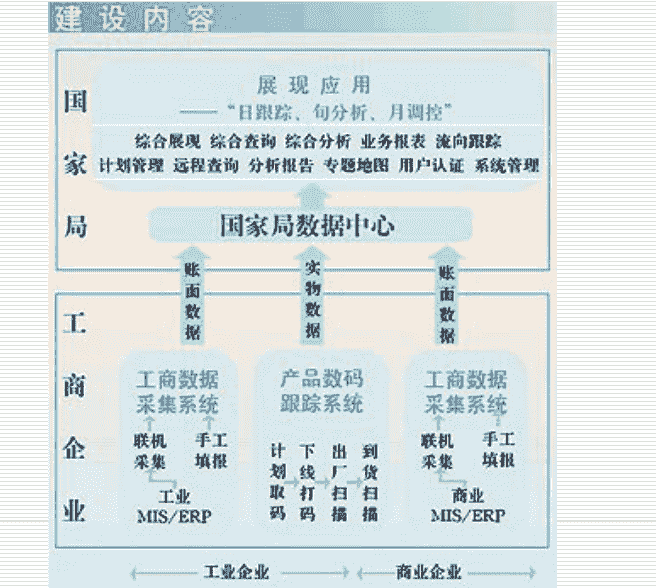 建设内容
国家局
展现应用
——“日跟踪、旬分析、月调控”
综合展现 综合查询 综合分析 业务报表 流向跟踪
计划管理 远程查询 分析报告 专题地图 用户认证 系统管理
国家局数据中心
账面数据
实物数据
账面数据
工商企业
工商数据
采集系统
联机
采集
手工
填报
工业
MIS/ERP
产品数码
跟踪系统
计划取码
下线打码
出厂扫描
到货扫描
工商数据
采集系统
联机
采集
手工
填报
商业
MIS/ERP
工业企业
商业企业